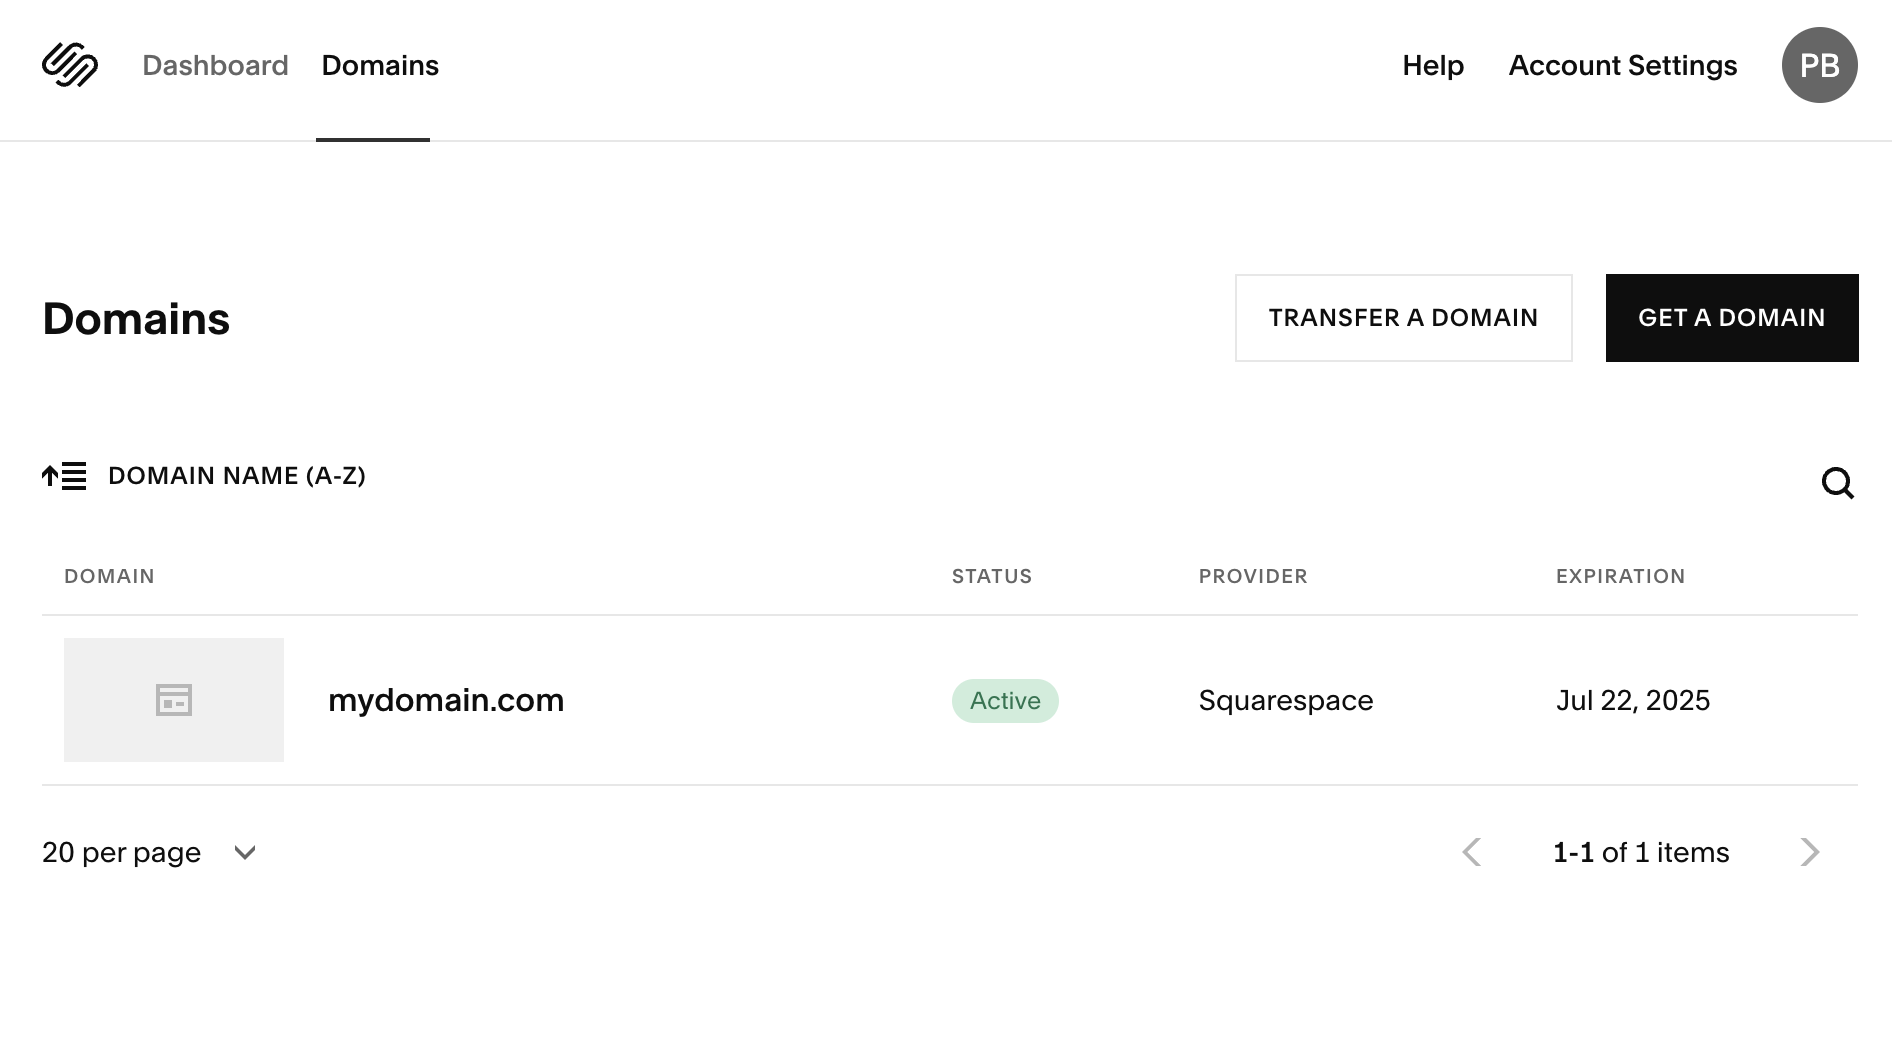 Dashboard Domains Help Account Settings PB
Domains TRANSFER A DOMAIN GET A DOMAIN
DOMAIN NAME (A-Z)
DOMAIN STATUS PROVIDER EXPIRATION
mydomain.com Active Squarespace Jul 22, 2025
20 per page 1-1 of 1 items